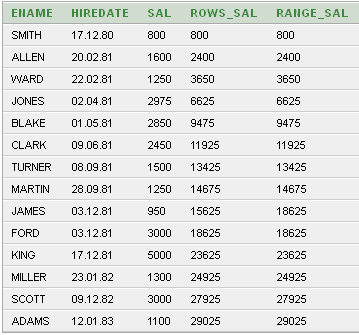 ENAME HIREDATE SAL ROWS_SAL RANGE_SAL
SMITH 17.12.80 800 800 800
ALLEN 20.02.81 1600 2400 2400
WARD 22.02.81 1250 3650 3650
JONES 02.04.81 2975 6625 6625
BLAKE 01.05.81 2850 9475 9475
CLARK 09.06.81 2450 11925 11925
TURNER 08.09.81 1500 13425 13425
MARTIN 28.09.81 1250 14675 14675
JAMES 03.12.81 950 15625 18625
FORD 03.12.81 3000 18625 18625
KING 17.12.81 5000 23625 23625
MILLER 23.01.82 1300 24925 24925
SCOTT 09.12.82 3000 27925 27925
ADAMS 12.01.83 1100 29025 29025